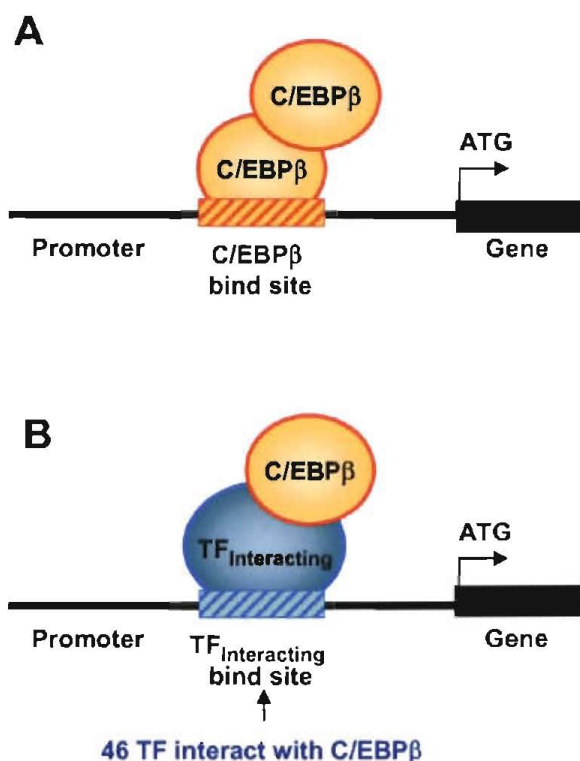 A
C/EBPβ
C/EBPβ
ATG
Promoter
C/EBPβ
bind site
Gene
B
C/EBPβ
TFInteracting
ATG
Promoter
TFInteracting
bind site
Gene
46 TF interact with C/EBPβ